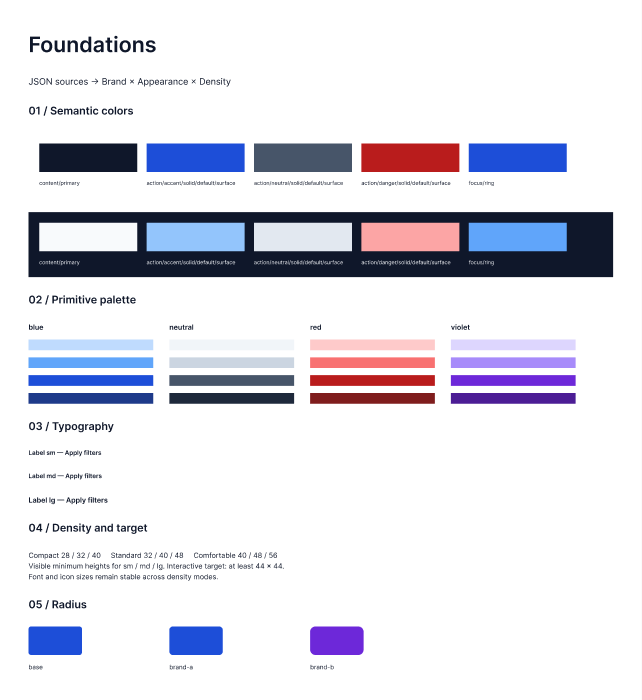 Foundations
JSON sources → Brand × Appearance × Density
01 / Semantic colors
content/primary
action/accent/solid/default/surface
action/neutral/solid/default/surface
action/danger/solid/default/surface
focus/ring
content/primary
action/accent/solid/default/surface
action/neutral/solid/default/surface
action/danger/solid/default/surface
focus/ring
02 / Primitive palette
blue
neutral
red
violet
03 / Typography
Label sm — Apply filters
Label md — Apply filters
Label lg — Apply filters
04 / Density and target
Compact 28 / 32 / 40 Standard 32 / 40 / 48 Comfortable 40 / 48 / 56
Visible minimum heights for sm / md / lg. Interactive target: at least 44 × 44.
Font and icon sizes remain stable across density modes.
05 / Radius
base
brand-a
brand-b